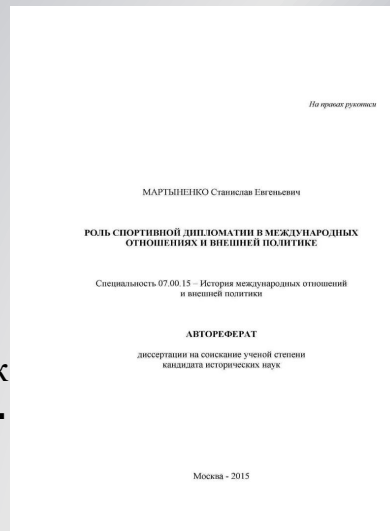 На правах рукописи
МАРТЫНЕНКО Станислав Евгеньевич
РОЛЬ СПОРТИВНОЙ ДИПЛОМАТИИ В МЕЖДУНАРОДНЫХ
ОТНОШЕНИЯХ И ВНЕШНЕЙ ПОЛИТИКЕ
Специальность 07.00.15 – История международных отношений
и внешней политики
АВТОРЕФЕРАТ
диссертации на соискание ученой степени
кандидата исторических наук
к
Москва - 2015